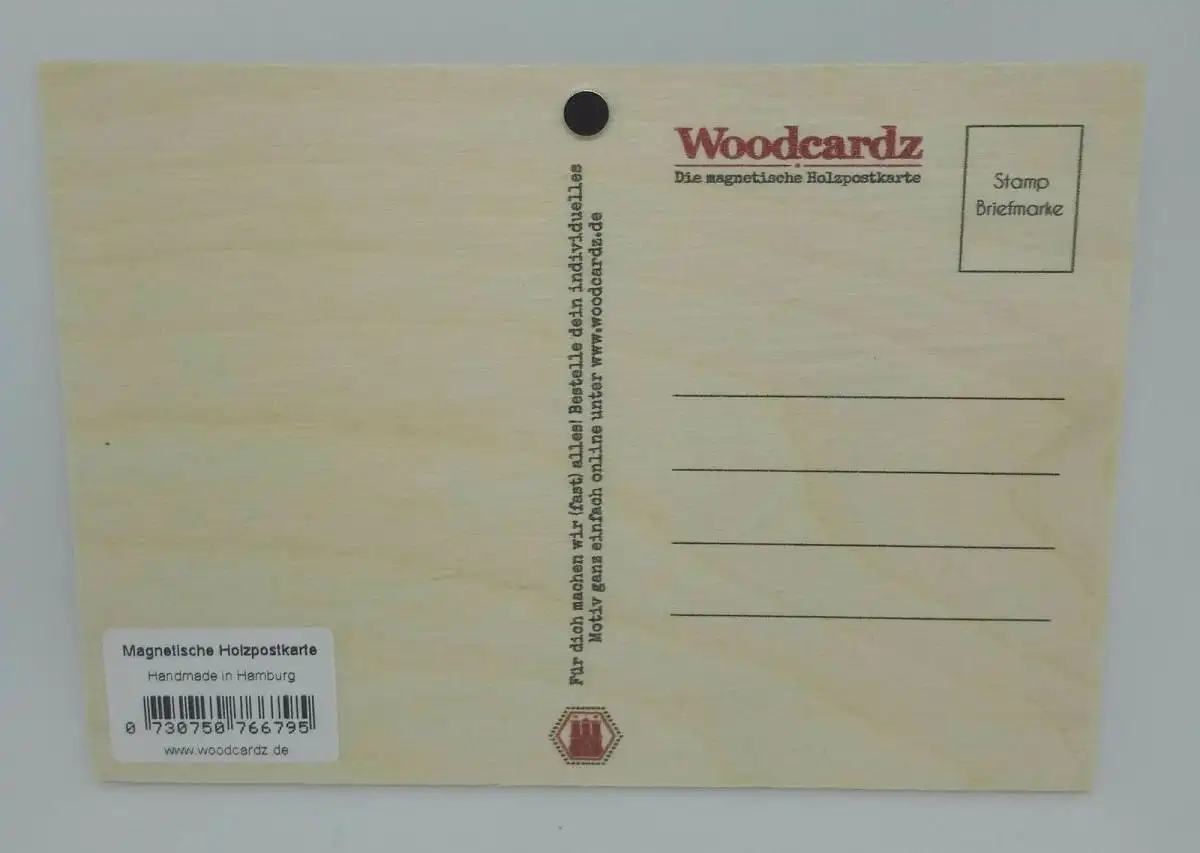 Woodcardz
Die magnetische Holzpostkarte
Stamp
Briefmarke
Für dich machen wir (fast) alles! Bestelle dein individuelles
Motiv ganz einfach online unter www.woodcardz.de
Magnetische Holzpostkarte
Handmade in Hamburg
0 730750 766795
www.woodcardz.de